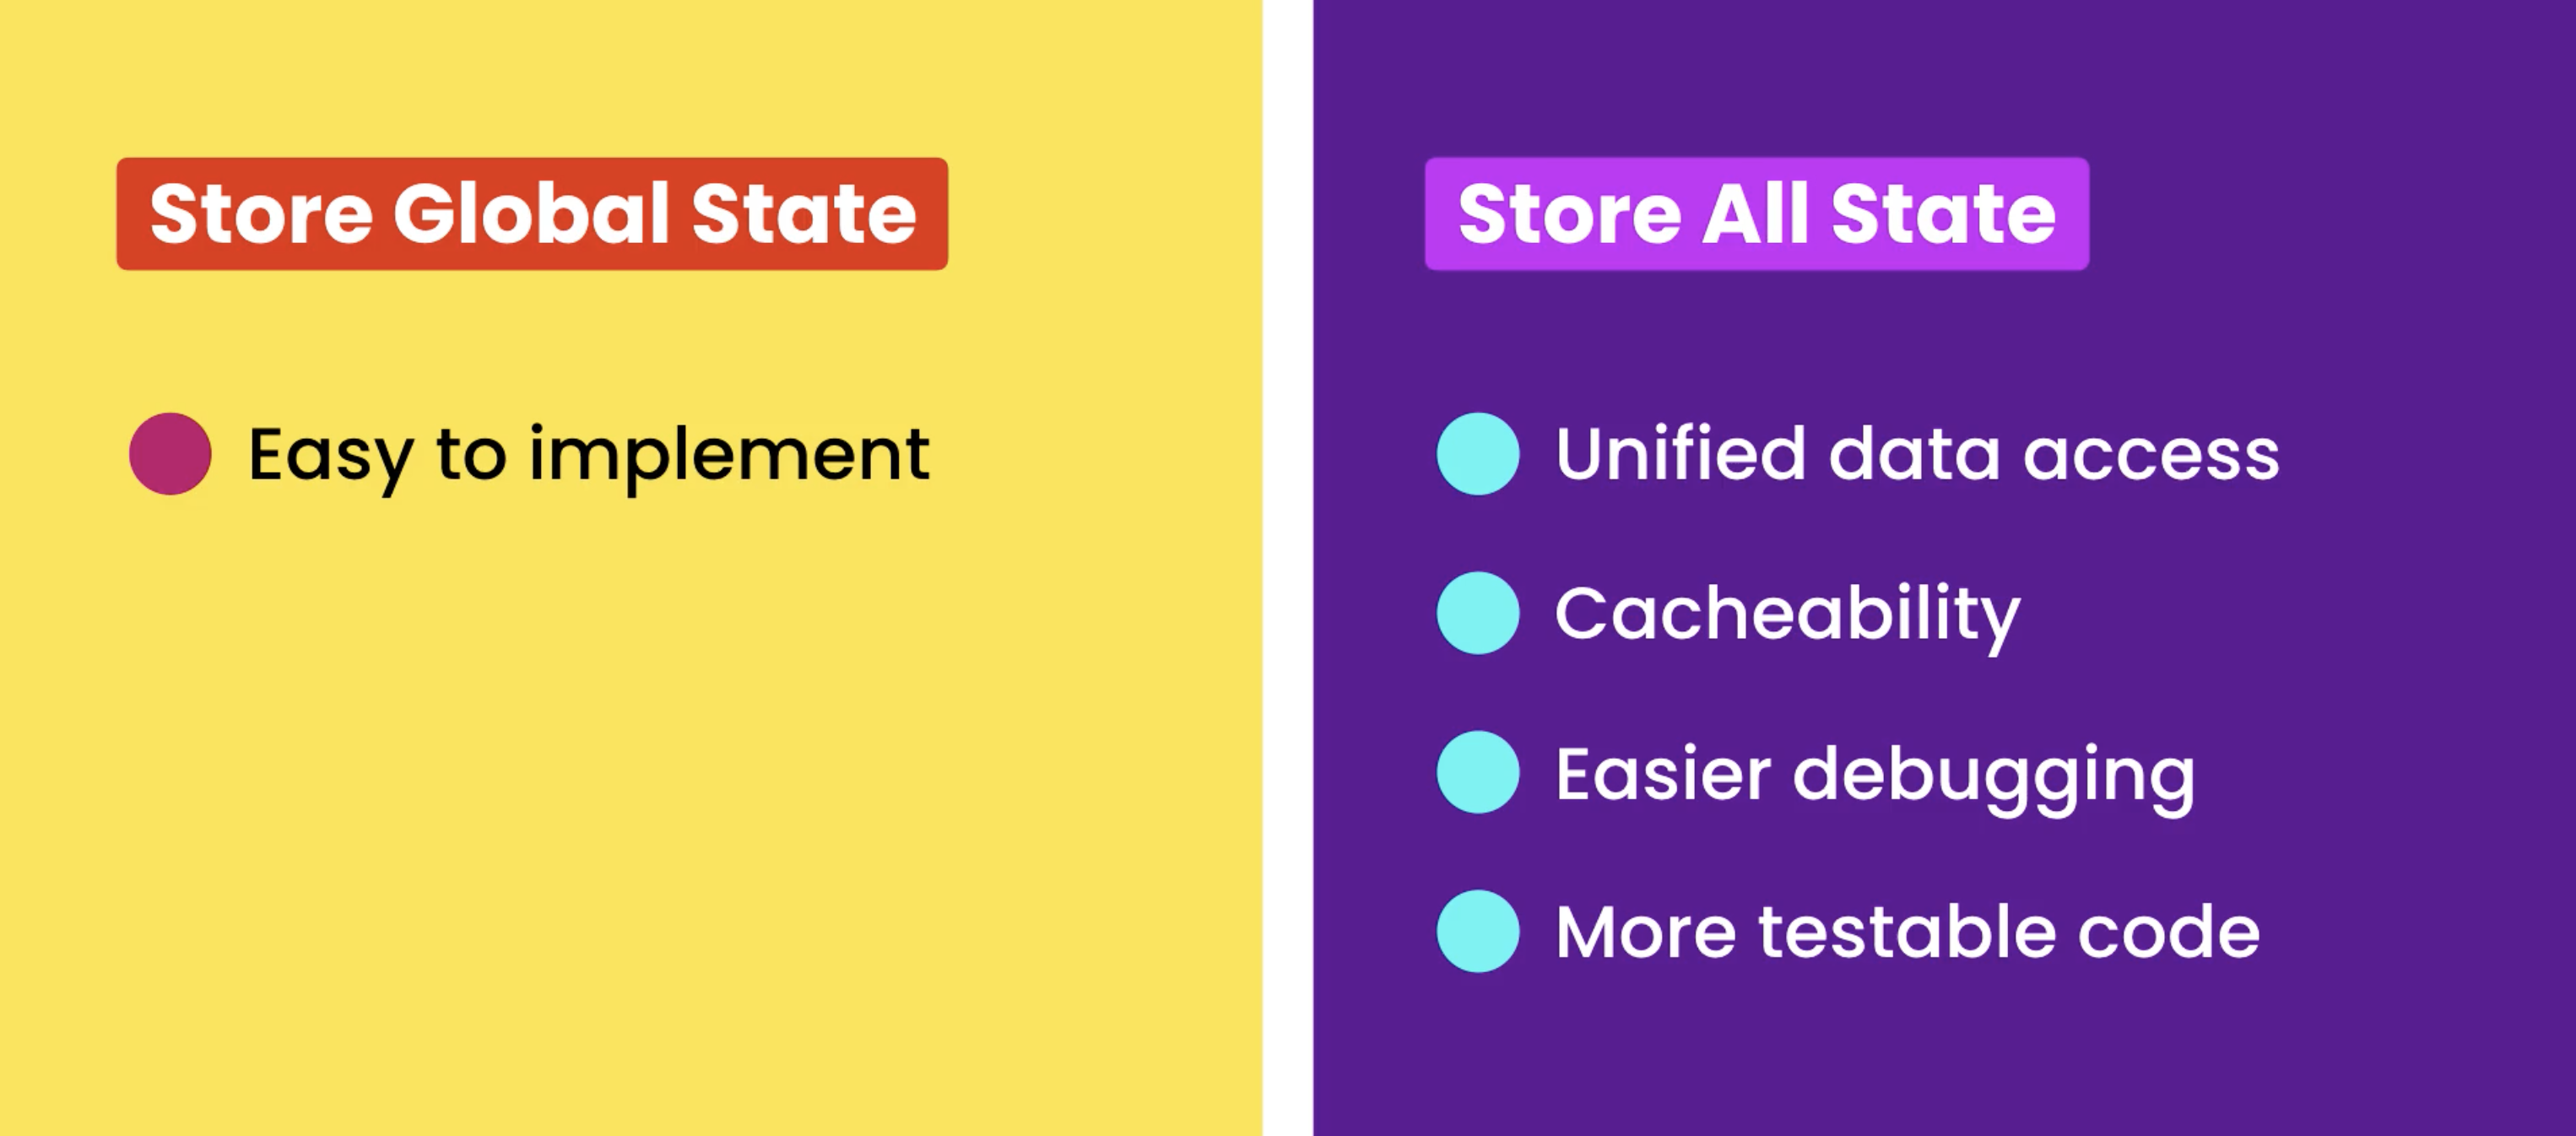 Store Global State
Easy to implement
Store All State
Unified data access
Cacheability
Easier debugging
More testable code